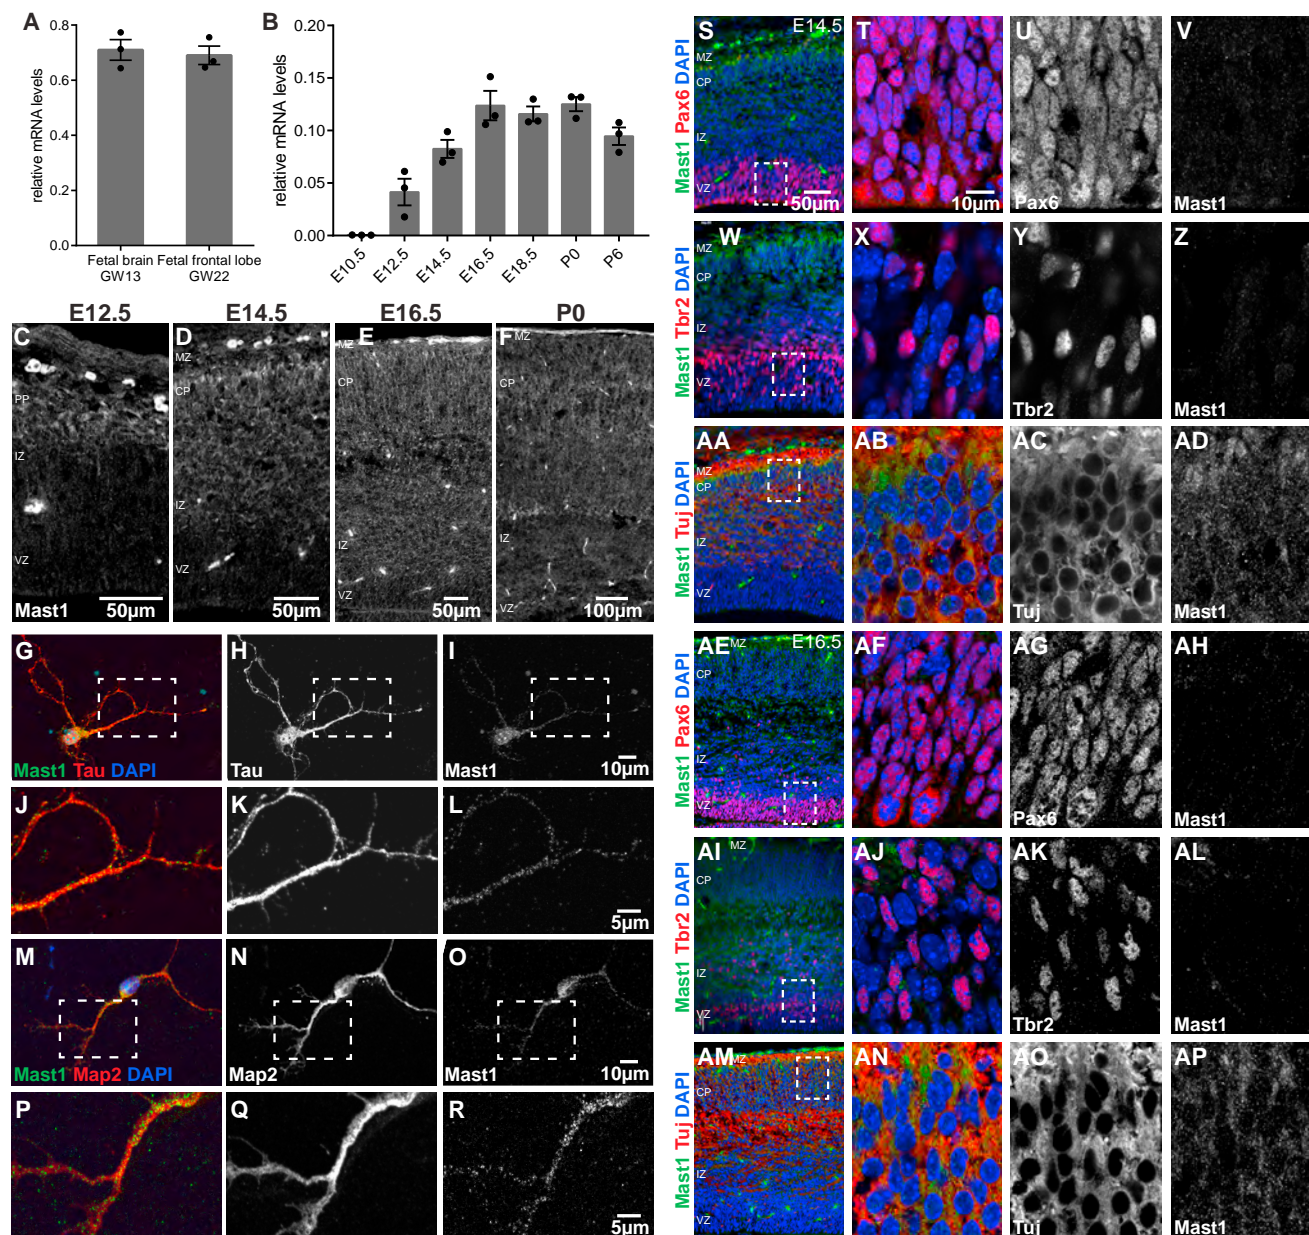 A
relative mRNA levels
0.8
0.6
0.4
0.2
0.0
Fetal brain
GW13
Fetal frontal lobe
GW22
B
relative mRNA levels
0.20
0.15
0.10
0.05
0.00
E10.5
E12.5
E14.5
E16.5
E18.5
P0
P6
E12.5
E14.5
E16.5
P0
C
PP
IZ
VZ
Mast1
50µm
D
MZ
CP
IZ
VZ
50µm
E
MZ
CP
IZ
VZ
50µm
F
MZ
CP
IZ
VZ
100µm
G
Mast1 Tau DAPI
H
Tau
I
Mast1
10µm
J
K
L
5µm
M
Mast1 Map2 DAPI
N
Map2
O
Mast1
10µm
P
Q
R
5µm
Mast1 Pax6 DAPI
S
E14.5
MZ
CP
IZ
VZ
50µm
T
10µm
U
Pax6
V
Mast1
Mast1 Tbr2 DAPI
W
MZ
CP
IZ
VZ
X
Y
Tbr2
Z
Mast1
Mast1 Tuj DAPI
AA
MZ
CP
IZ
VZ
AB
AC
Tuj
AD
Mast1
Mast1 Pax6 DAPI
AE
MZ
E16.5
CP
IZ
VZ
AF
AG
Pax6
AH
Mast1
Mast1 Tbr2 DAPI
AI
MZ
CP
IZ
VZ
AJ
AK
Tbr2
AL
Mast1
Mast1 Tuj DAPI
AM
MZ
CP
IZ
VZ
AN
AO
Tuj
AP
Mast1